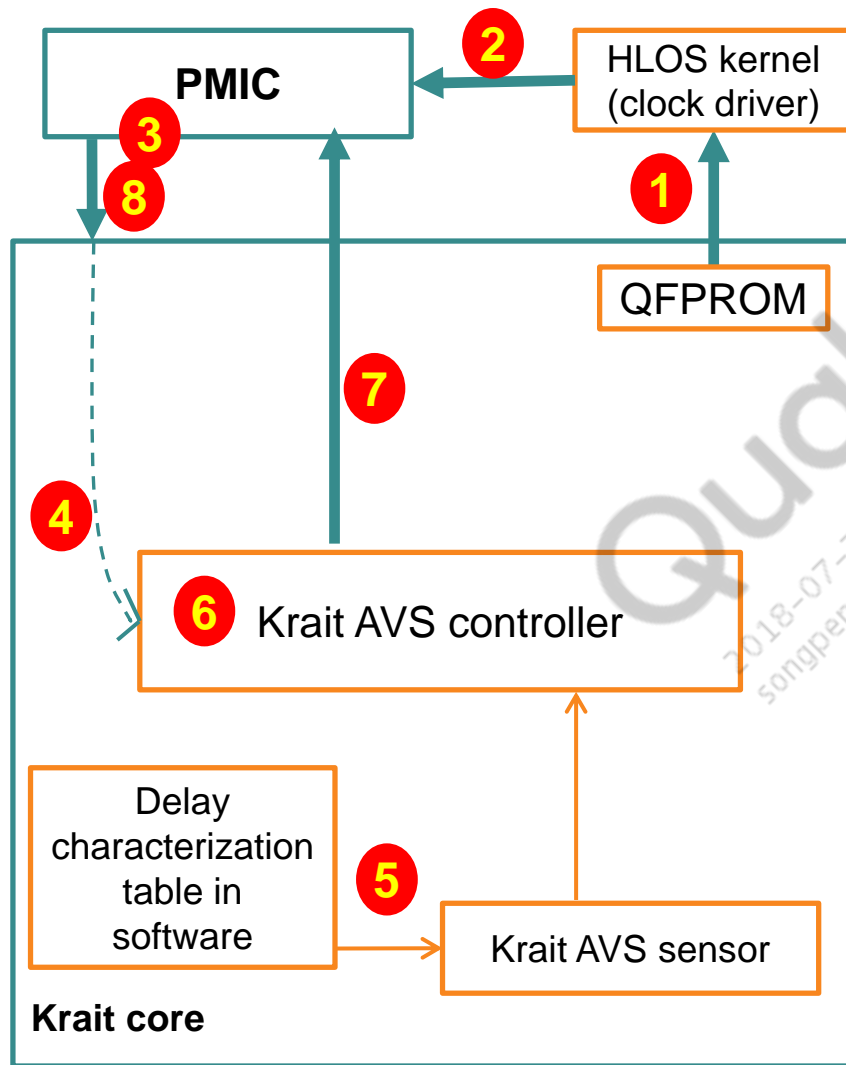 2
PMIC
HLOS kernel
(clock driver)
3
8
1
QFPROM
7
4
6
Krait AVS controller
Delay
characterization
table in
software
5
Krait AVS sensor
Krait core